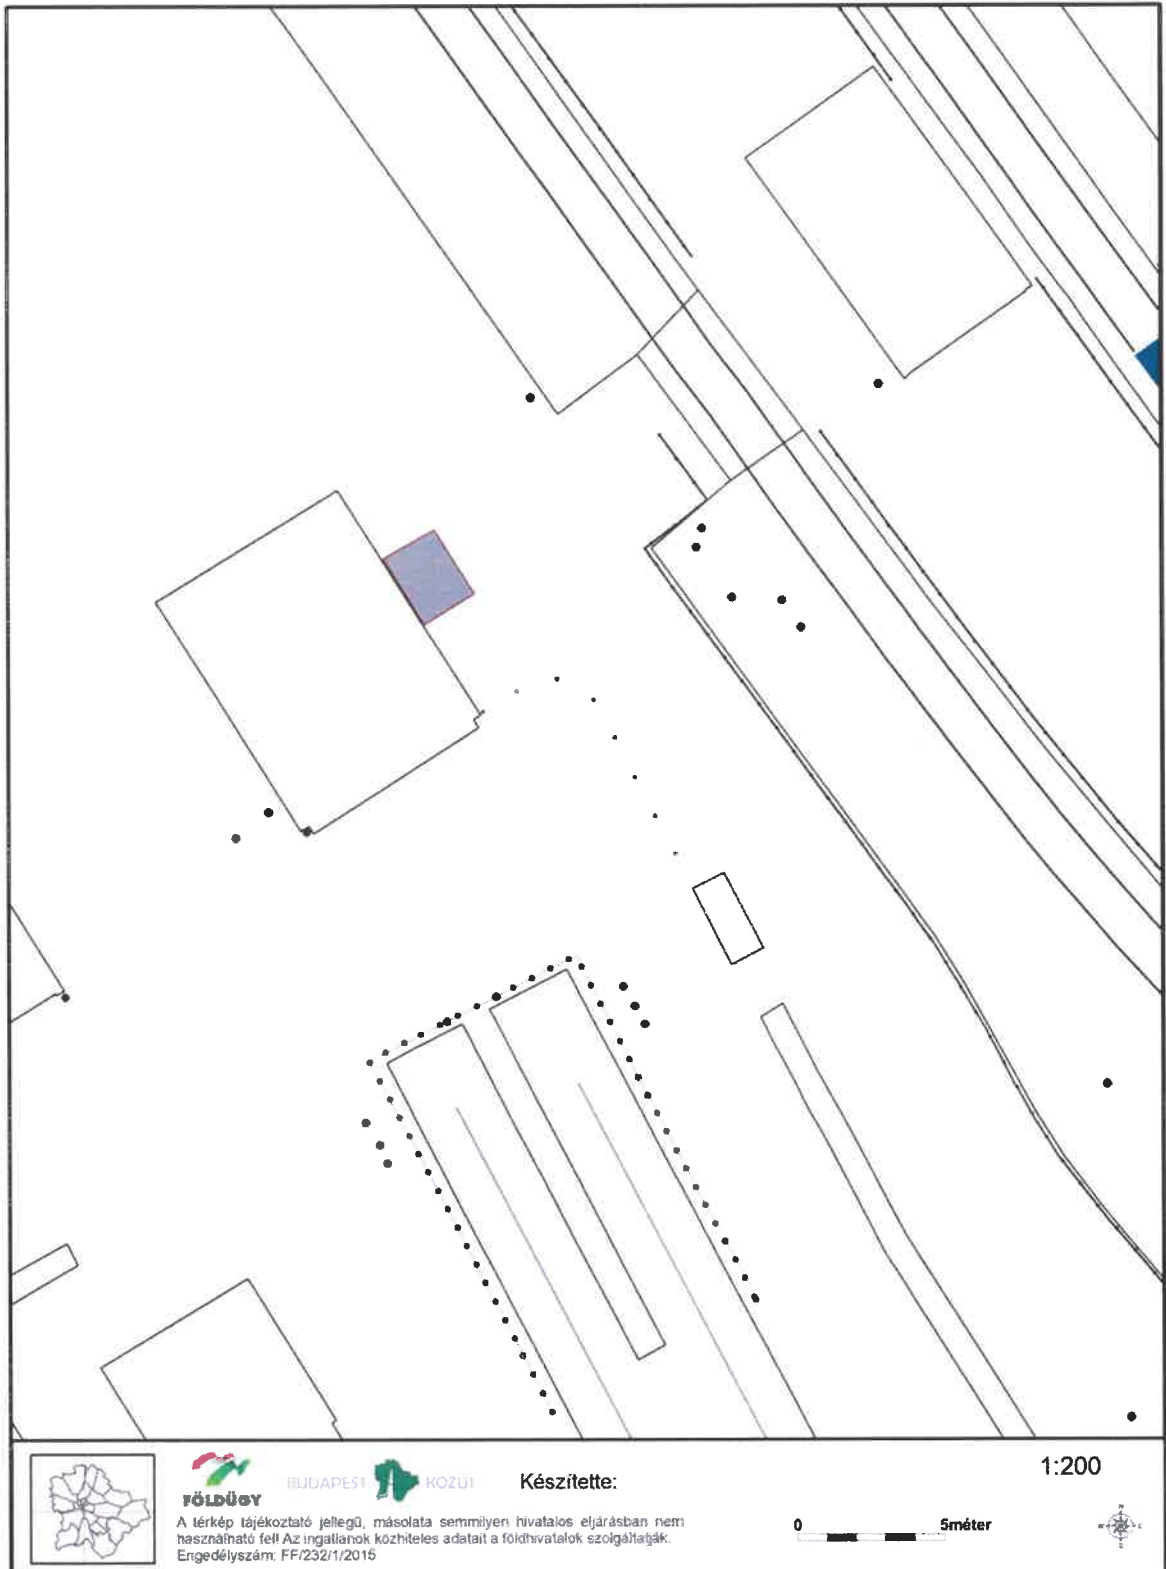 FÖLDÜGY
BUDAPEST KÖZÚT
Készítette:
1:200
A térkép tájékoztató jellegű, másolata semmilyen hivatalos eljárásban nem
használható fel! Az ingatlanok közhiteles adatait a földhivatalok szolgáltatják.
Engedélyszám: FF/232/1/2015
0 5méter